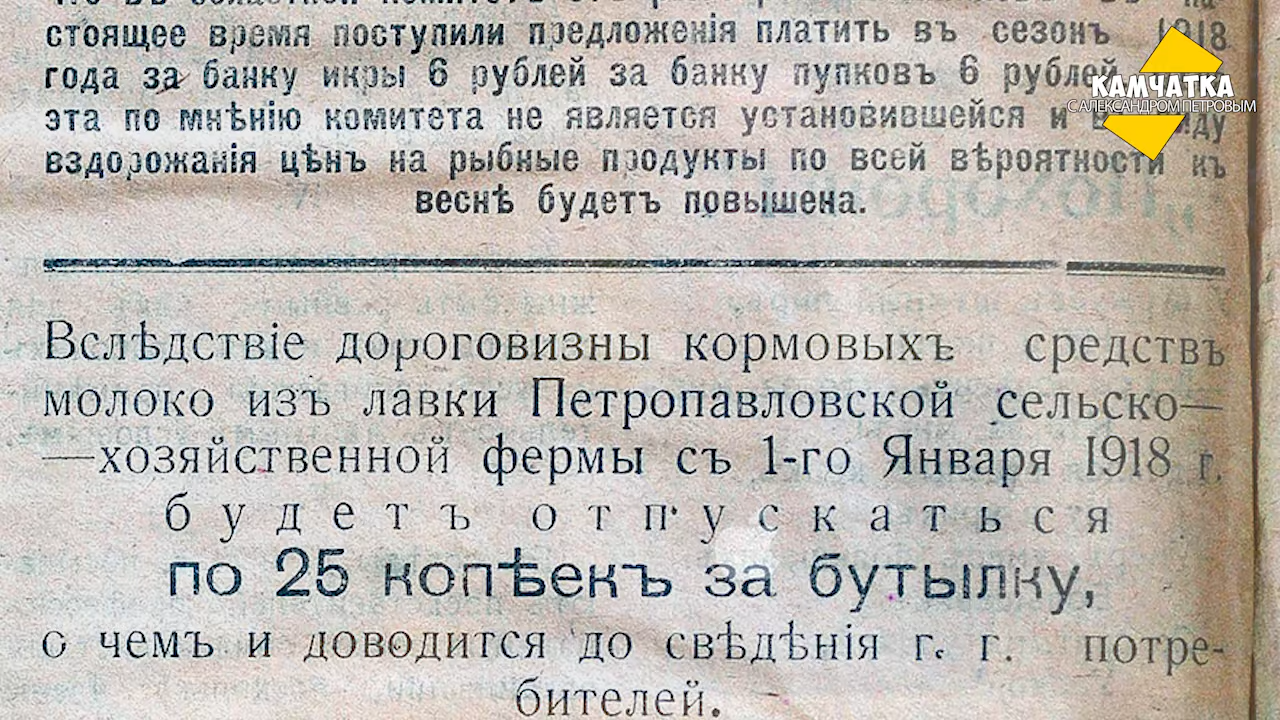 стоящее время поступили предложенія платить въ сезонъ 1918
года за банку икры 6 рублей за банку пупковъ 6 рублей
эта по мнѣнію комитета не является установившейся и
вздорожанія цѣнъ на рыбные продукты по всей вѣроятности къ
веснѣ будетъ повышена.
КАМЧАТКА
С АЛЕКСАНДРОМ ПЕТРОВЫМ
Вслѣдствіе дороговизны кормовыхъ средствъ
молоко изъ лавки Петропавловской сельско—
—хозяйственной фермы съ 1-го Января 1918 г.
будетъ отпускаться
по 25 копѣекъ за бутылку,
о чемъ и доводится до свѣдѣнія г. г. потре-
бителей.